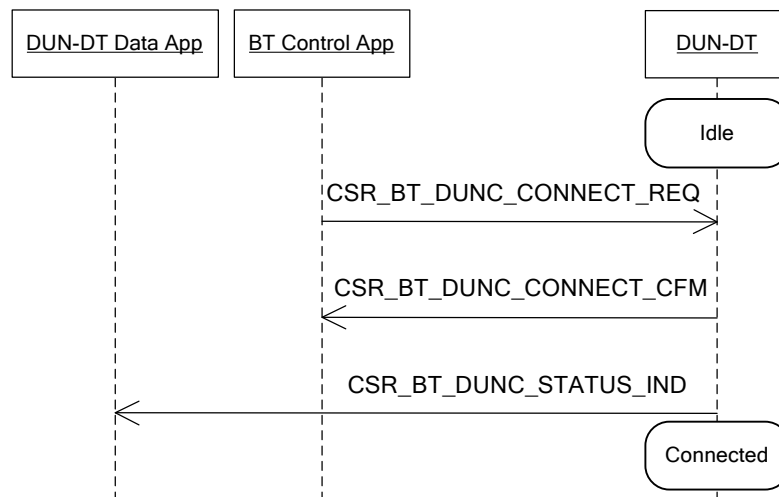 DUN-DT Data App
BT Control App
DUN-DT
Idle
CSR_BT_DUNC_CONNECT_REQ
CSR_BT_DUNC_CONNECT_CFM
CSR_BT_DUNC_STATUS_IND
Connected